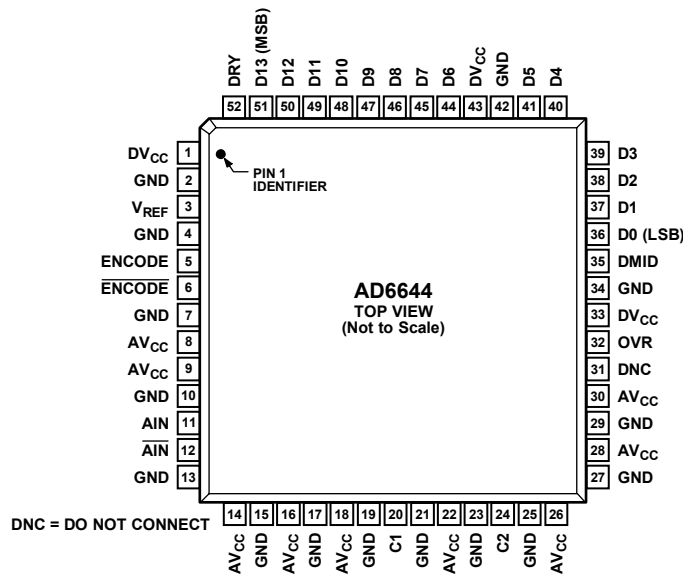 DRY D13 (MSB) D12 D11 D10 D9 D8 D7 D6 DVCC GND D5 D4
52 51 50 49 48 47 46 45 44 43 42 41 40
DVCC 1
GND 2
VREF 3
GND 4
ENCODE 5
ENCODE 6
GND 7
AVCC 8
AVCC 9
GND 10
AIN 11
AIN 12
GND 13
PIN 1
IDENTIFIER
AD6644
TOP VIEW
(Not to Scale)
39 D3
38 D2
37 D1
36 D0 (LSB)
35 DMID
34 GND
33 DVCC
32 OVR
31 DNC
30 AVCC
29 GND
28 AVCC
27 GND
14 15 16 17 18 19 20 21 22 23 24 25 26
AVCC GND AVCC GND AVCC GND C1 GND AVCC GND C2 GND AVCC
DNC = DO NOT CONNECT